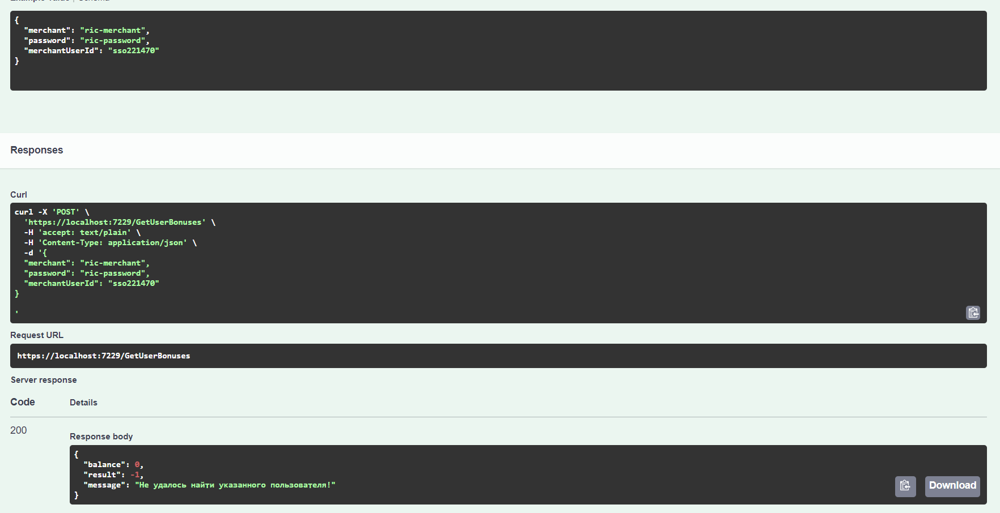 {
"merchant": "ric-merchant",
"password": "ric-password",
"merchantUserId": "sso221470"
}
Responses
Curl
curl -X 'POST' \
'https://localhost:7229/GetUserBonuses' \
-H 'accept: text/plain' \
-H 'Content-Type: application/json' \
-d '{
"merchant": "ric-merchant",
"password": "ric-password",
"merchantUserId": "sso221470"
}
'
Request URL
https://localhost:7229/GetUserBonuses
Server response
Code Details
200
Response body
{
"balance": 0,
"result": -1,
"message": "Не удалось найти указанного пользователя!"
}
Download